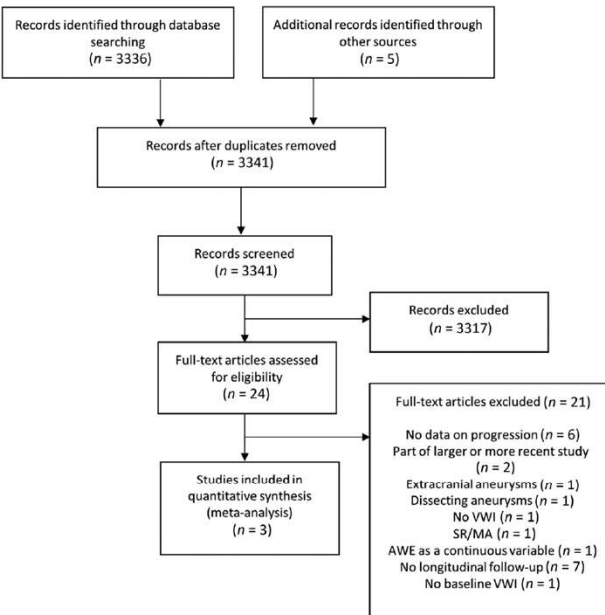 Records identified through database
searching
(n = 3336)
Additional records identified through
other sources
(n = 5)
Records after duplicates removed
(n = 3341)
Records screened
(n = 3341)
Records excluded
(n = 3317)
Full-text articles assessed
for eligibility
(n = 24)
Full-text articles excluded (n = 21)
No data on progression (n = 6)
Part of larger or more recent study
(n = 2)
Extracranial aneurysms (n = 1)
Dissecting aneurysms (n = 1)
No VWI (n = 1)
SR/MA (n = 1)
AWE as a continuous variable (n = 1)
No longitudinal follow-up (n = 7)
No baseline VWI (n = 1)
Studies included in
quantitative synthesis
(meta-analysis)
(n = 3)